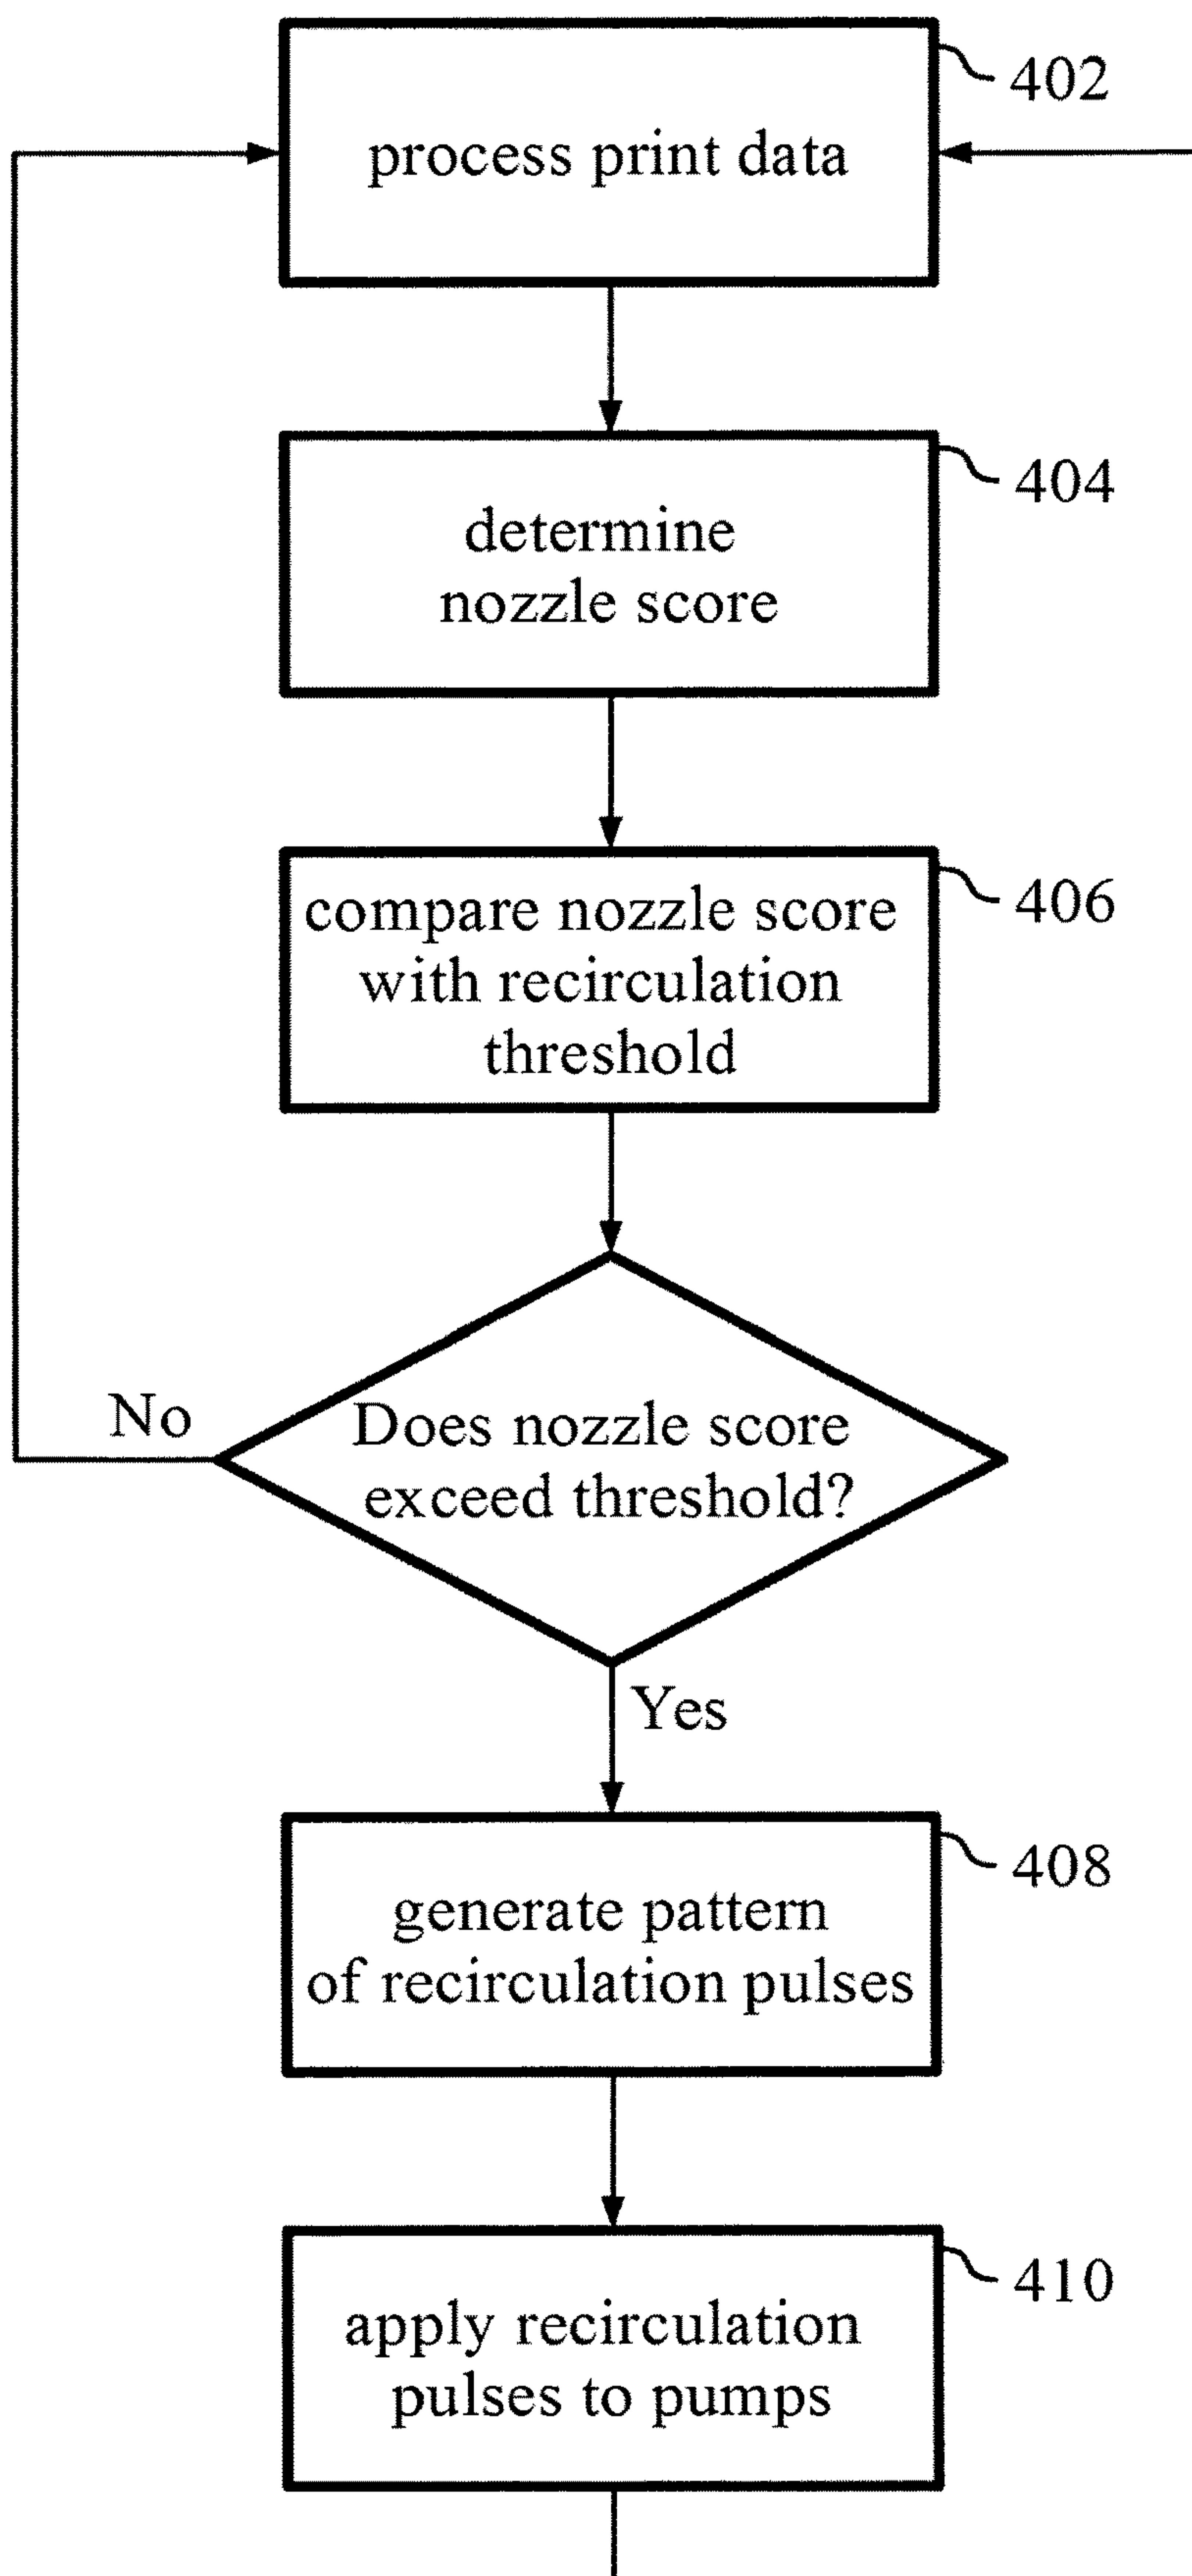 402
process print data
404
determine
nozzle score
406
compare nozzle score
with recirculation
threshold
No
Does nozzle score
exceed threshold?
Yes
408
generate pattern
of recirculation pulses
410
apply recirculation
pulses to pumps